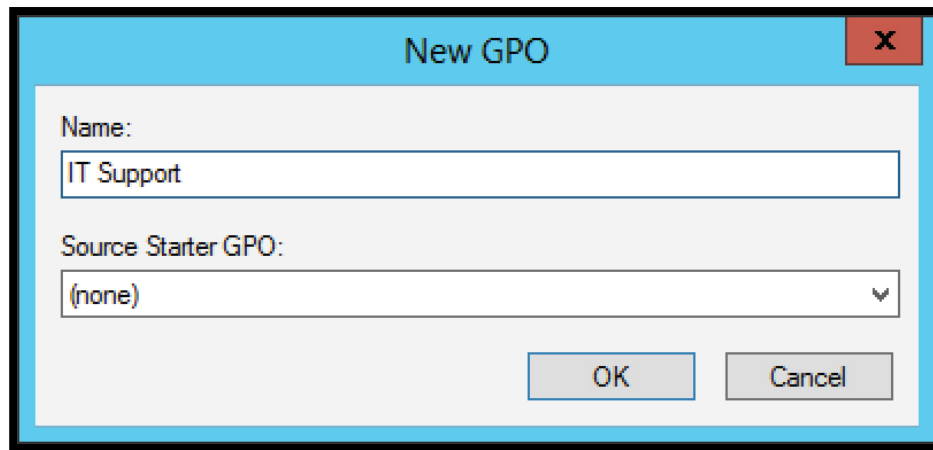 New GPO
x
Name:
IT Support
Source Starter GPO:
(none)
OK Cancel